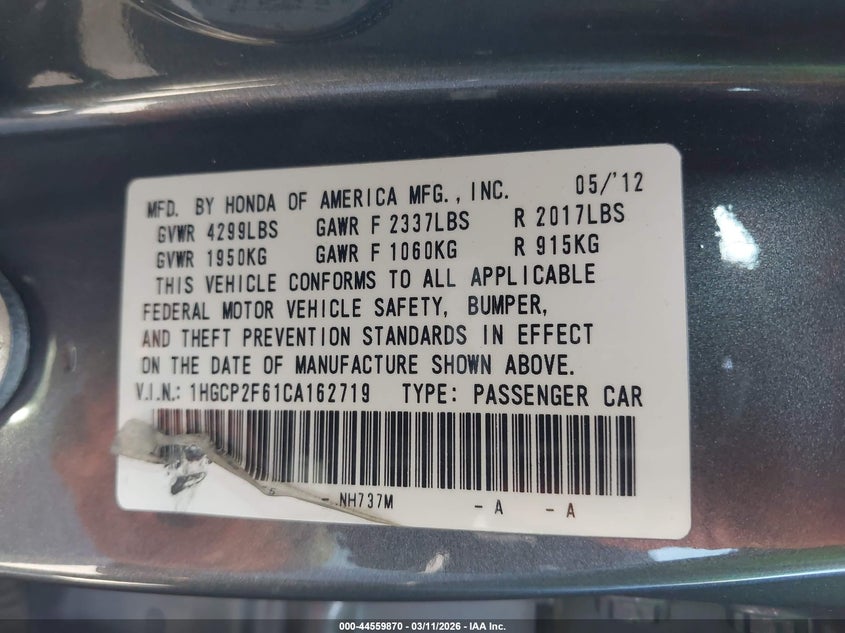 MFD. BY HONDA OF AMERICA MFG., INC. 05/'12
GVWR 4299LBS GAWR F 2337LBS R 2017LBS
GVWR 1950KG GAWR F 1060KG R 915KG
THIS VEHICLE CONFORMS TO ALL APPLICABLE
FEDERAL MOTOR VEHICLE SAFETY, BUMPER,
AND THEFT PREVENTION STANDARDS IN EFFECT
ON THE DATE OF MANUFACTURE SHOWN ABOVE.
V.I.N.: 1HGCP2F61CA162719 TYPE: PASSENGER CAR
5 - NH737M - A - A
000-44559870 | 03/11/2026 - IAA Inc.